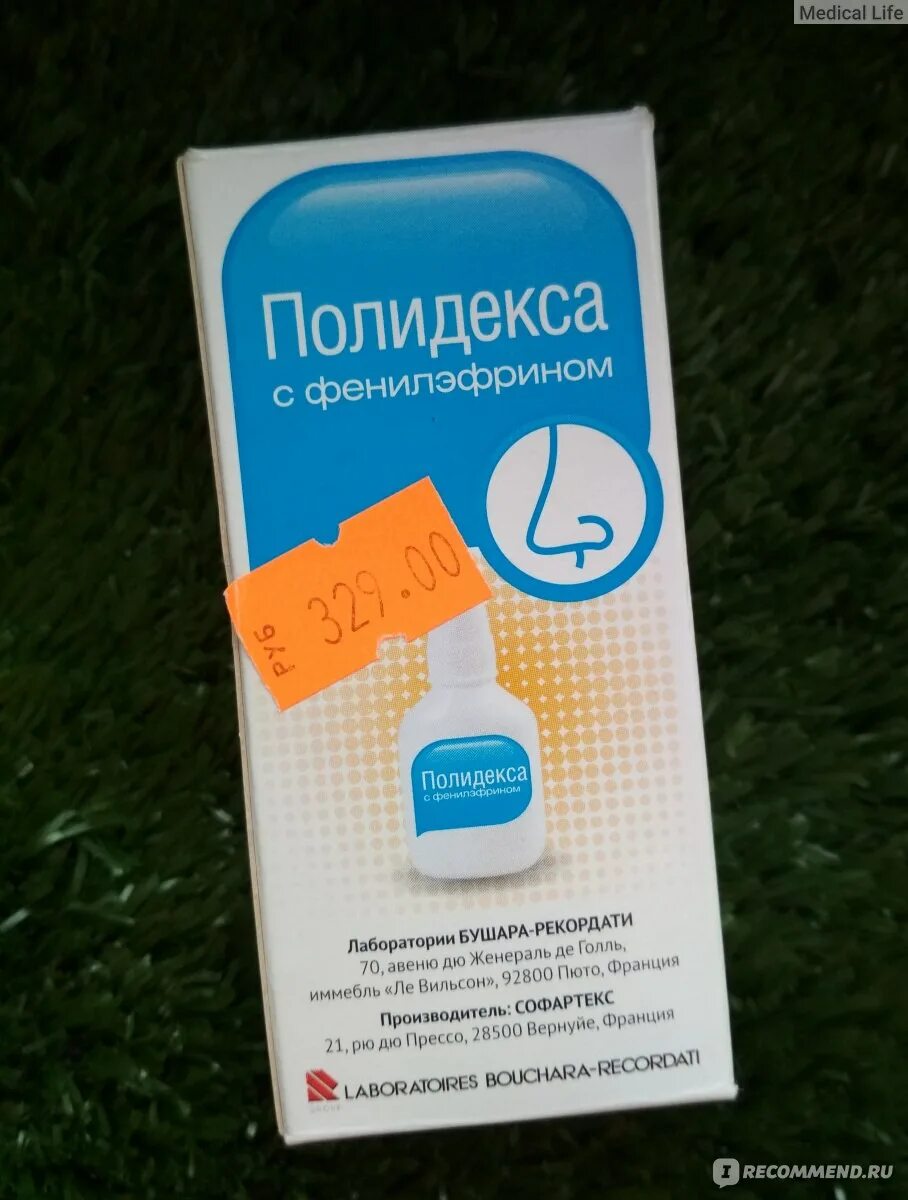 Medical Life
Полидекса
с фенилэфрином
РУБ 329.00
Полидекса
с фенилэфрином
Лаборатории БУШАРА-РЕКОРДАТИ
70, авеню дю Женераль де Голль,
иммебль «Ле Вильсон», 92800 Пюто, Франция
Производитель: СОФАРТЕКС
21, рю дю Прессо, 28500 Вернуйе, Франция
LABORATOIRES BOUCHARA-RECORDATI
IRECOMMEND.RU